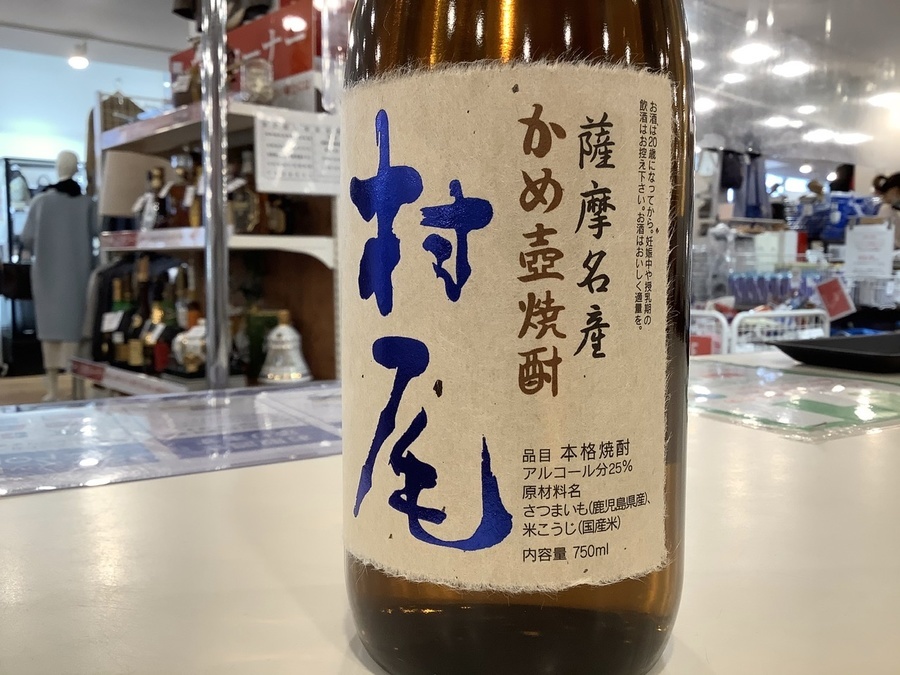 お酒は20歳になってから。妊娠中や授乳期の
飲酒はお控え下さい。お酒はおいしく適量を。
薩摩名産
かめ壺焼酎
村尾
品目 本格焼酎
アルコール分25%
原材料名
さつまいも(鹿児島県産)、
米こうじ(国産米)
内容量 750ml
ーナー